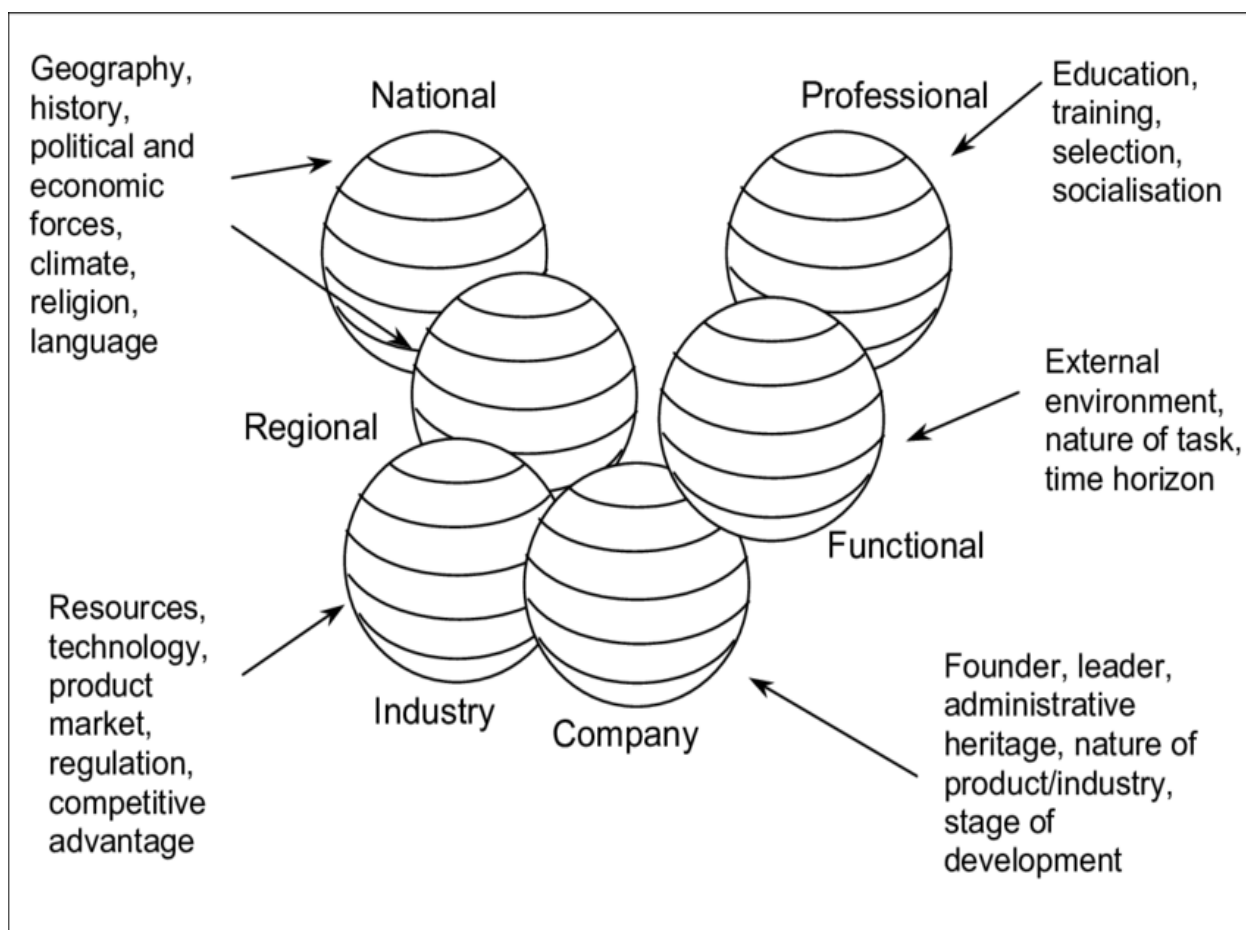 Geography,
history,
political and
economic
forces,
climate,
religion,
language
National
Professional
Education,
training,
selection,
socialisation
Regional
External
environment,
nature of task,
time horizon
Functional
Resources,
technology,
product
market,
regulation,
competitive
advantage
Industry
Company
Founder, leader,
administrative
heritage, nature of
product/industry,
stage of
development